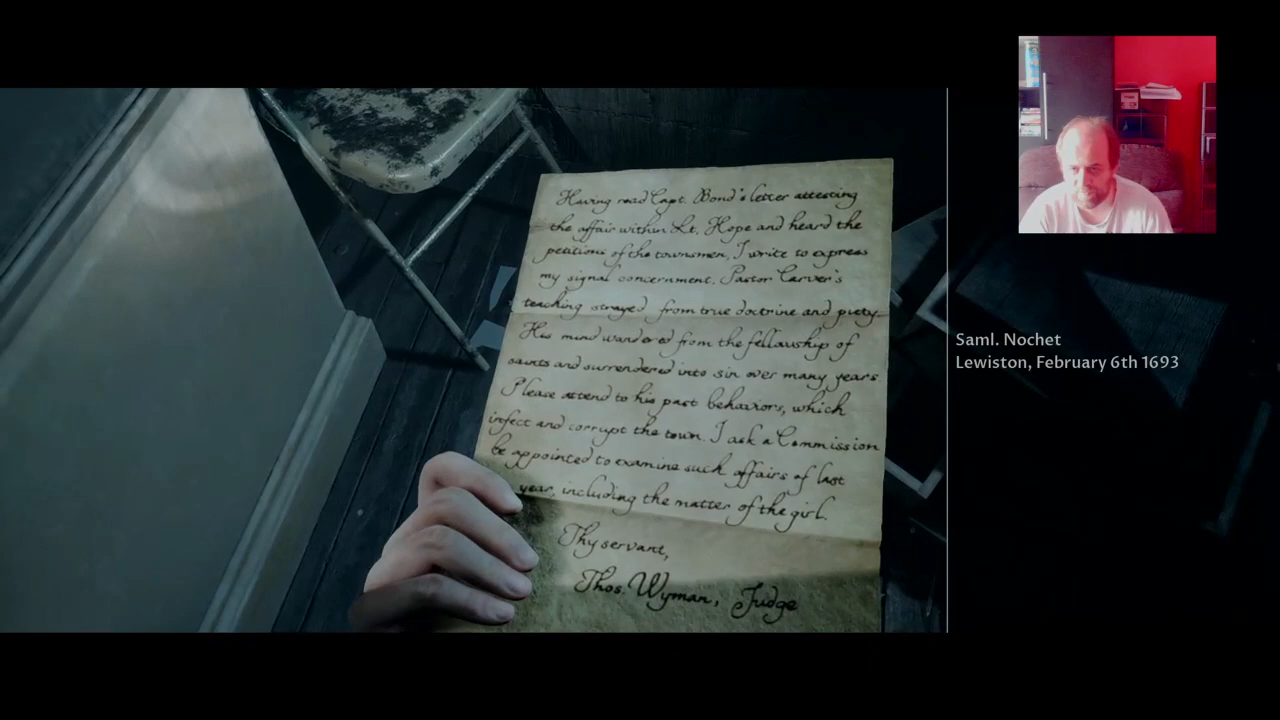 Having read Capt. Bond's letter attesting
the affair within Lt. Hope and heard the
petitions of the townsmen, I write to express
my signal concernment. Pastor Carver's
teaching strayed from true doctrine and piety.
His mind wandered from the fellowship of
saints and surrendered into sin over many years.
Please attend to his past behaviors, which
infect and corrupt the town. I ask a Commission
be appointed to examine such affairs of last
year, including the matter of the girl.
Thy servant,
Thos. Wyman, Judge
Saml. Nochet
Lewiston, February 6th 1693